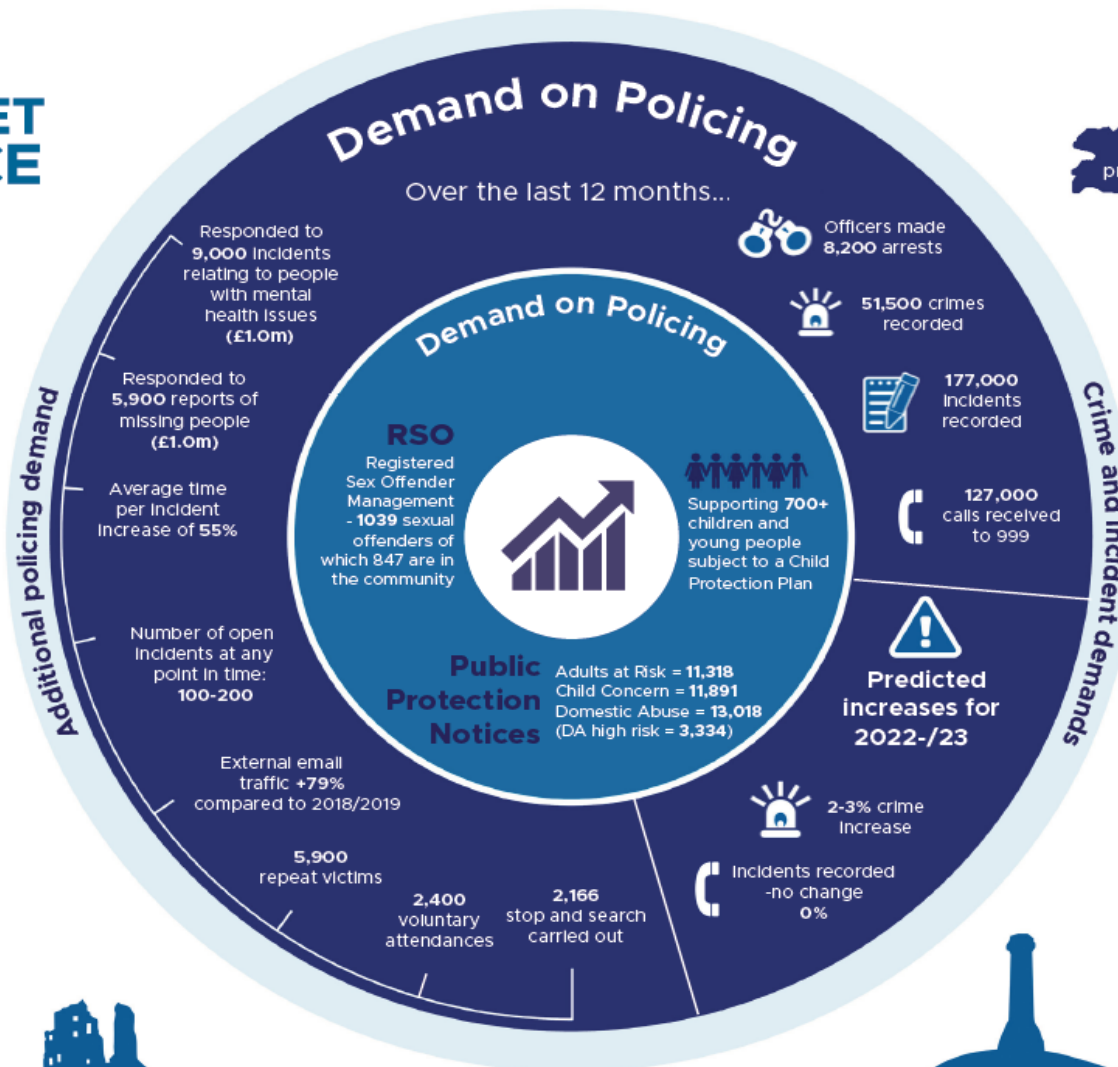 ET
CE
pr
Demand on Policing
Over the last 12 months...
Responded to
9,000 incidents
relating to people
with mental
health issues
(£1.0m)
Responded to
5,900 reports of
missing people
(£1.0m)
Average time
per incident
increase of 55%
Number of open
incidents at any
point in time:
100-200
External email
traffic +79%
compared to 2018/2019
5,900
repeat victims
2,400
voluntary
attendances
2,166
stop and search
carried out
Additional policing demand
Officers made
8,200 arrests
51,500 crimes
recorded
177,000
incidents
recorded
127,000
calls received
to 999
Crime and incident demands
Predicted
increases for
2022-/23
2-3% crime
increase
Incidents recorded
-no change
0%
Demand on Policing
RSO
Registered
Sex Offender
Management
- 1039 sexual
offenders of
which 847 are in
the community
Supporting 700+
children and
young people
subject to a Child
Protection Plan
Public
Protection
Notices
Adults at Risk = 11,318
Child Concern = 11,891
Domestic Abuse = 13,018
(DA high risk = 3,334)